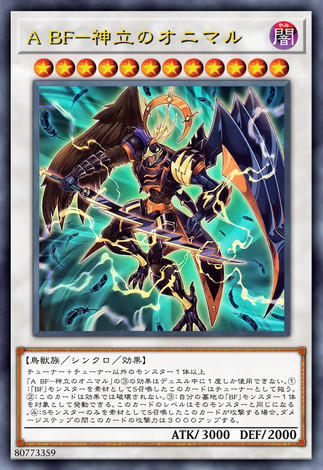 A BF－神立のオニマル
闇
やみ
【鳥獣族／シンクロ／効果】
チューナー＋チューナー以外のモンスター１体以上
「A BF－神立のオニマル」の③の効果はデュエル中に１度しか使用できない。①
：「BF」モンスターを素材としてS召喚したこのカードはチューナーとして扱う。
②：このカードは効果では破壊されない。③：自分の墓地の「BF」モンスター１体
を対象として発動できる。このカードのレベルはそのモンスターと同じになる
。④：Sモンスターのみを素材としてS召喚したこのカードが攻撃する場合、ダメ
ージステップの間このカードの攻撃力は３０００アップする。
ATK/ 3000 DEF/2000
80773359